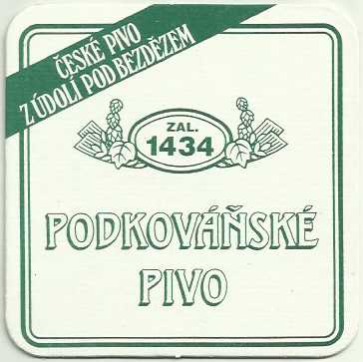 ČESKÉ PIVO
Z ÚDOLÍ POD BEZDĚZEM
ZAL.
1434
PODKOVÁŇSKÉ
PIVO